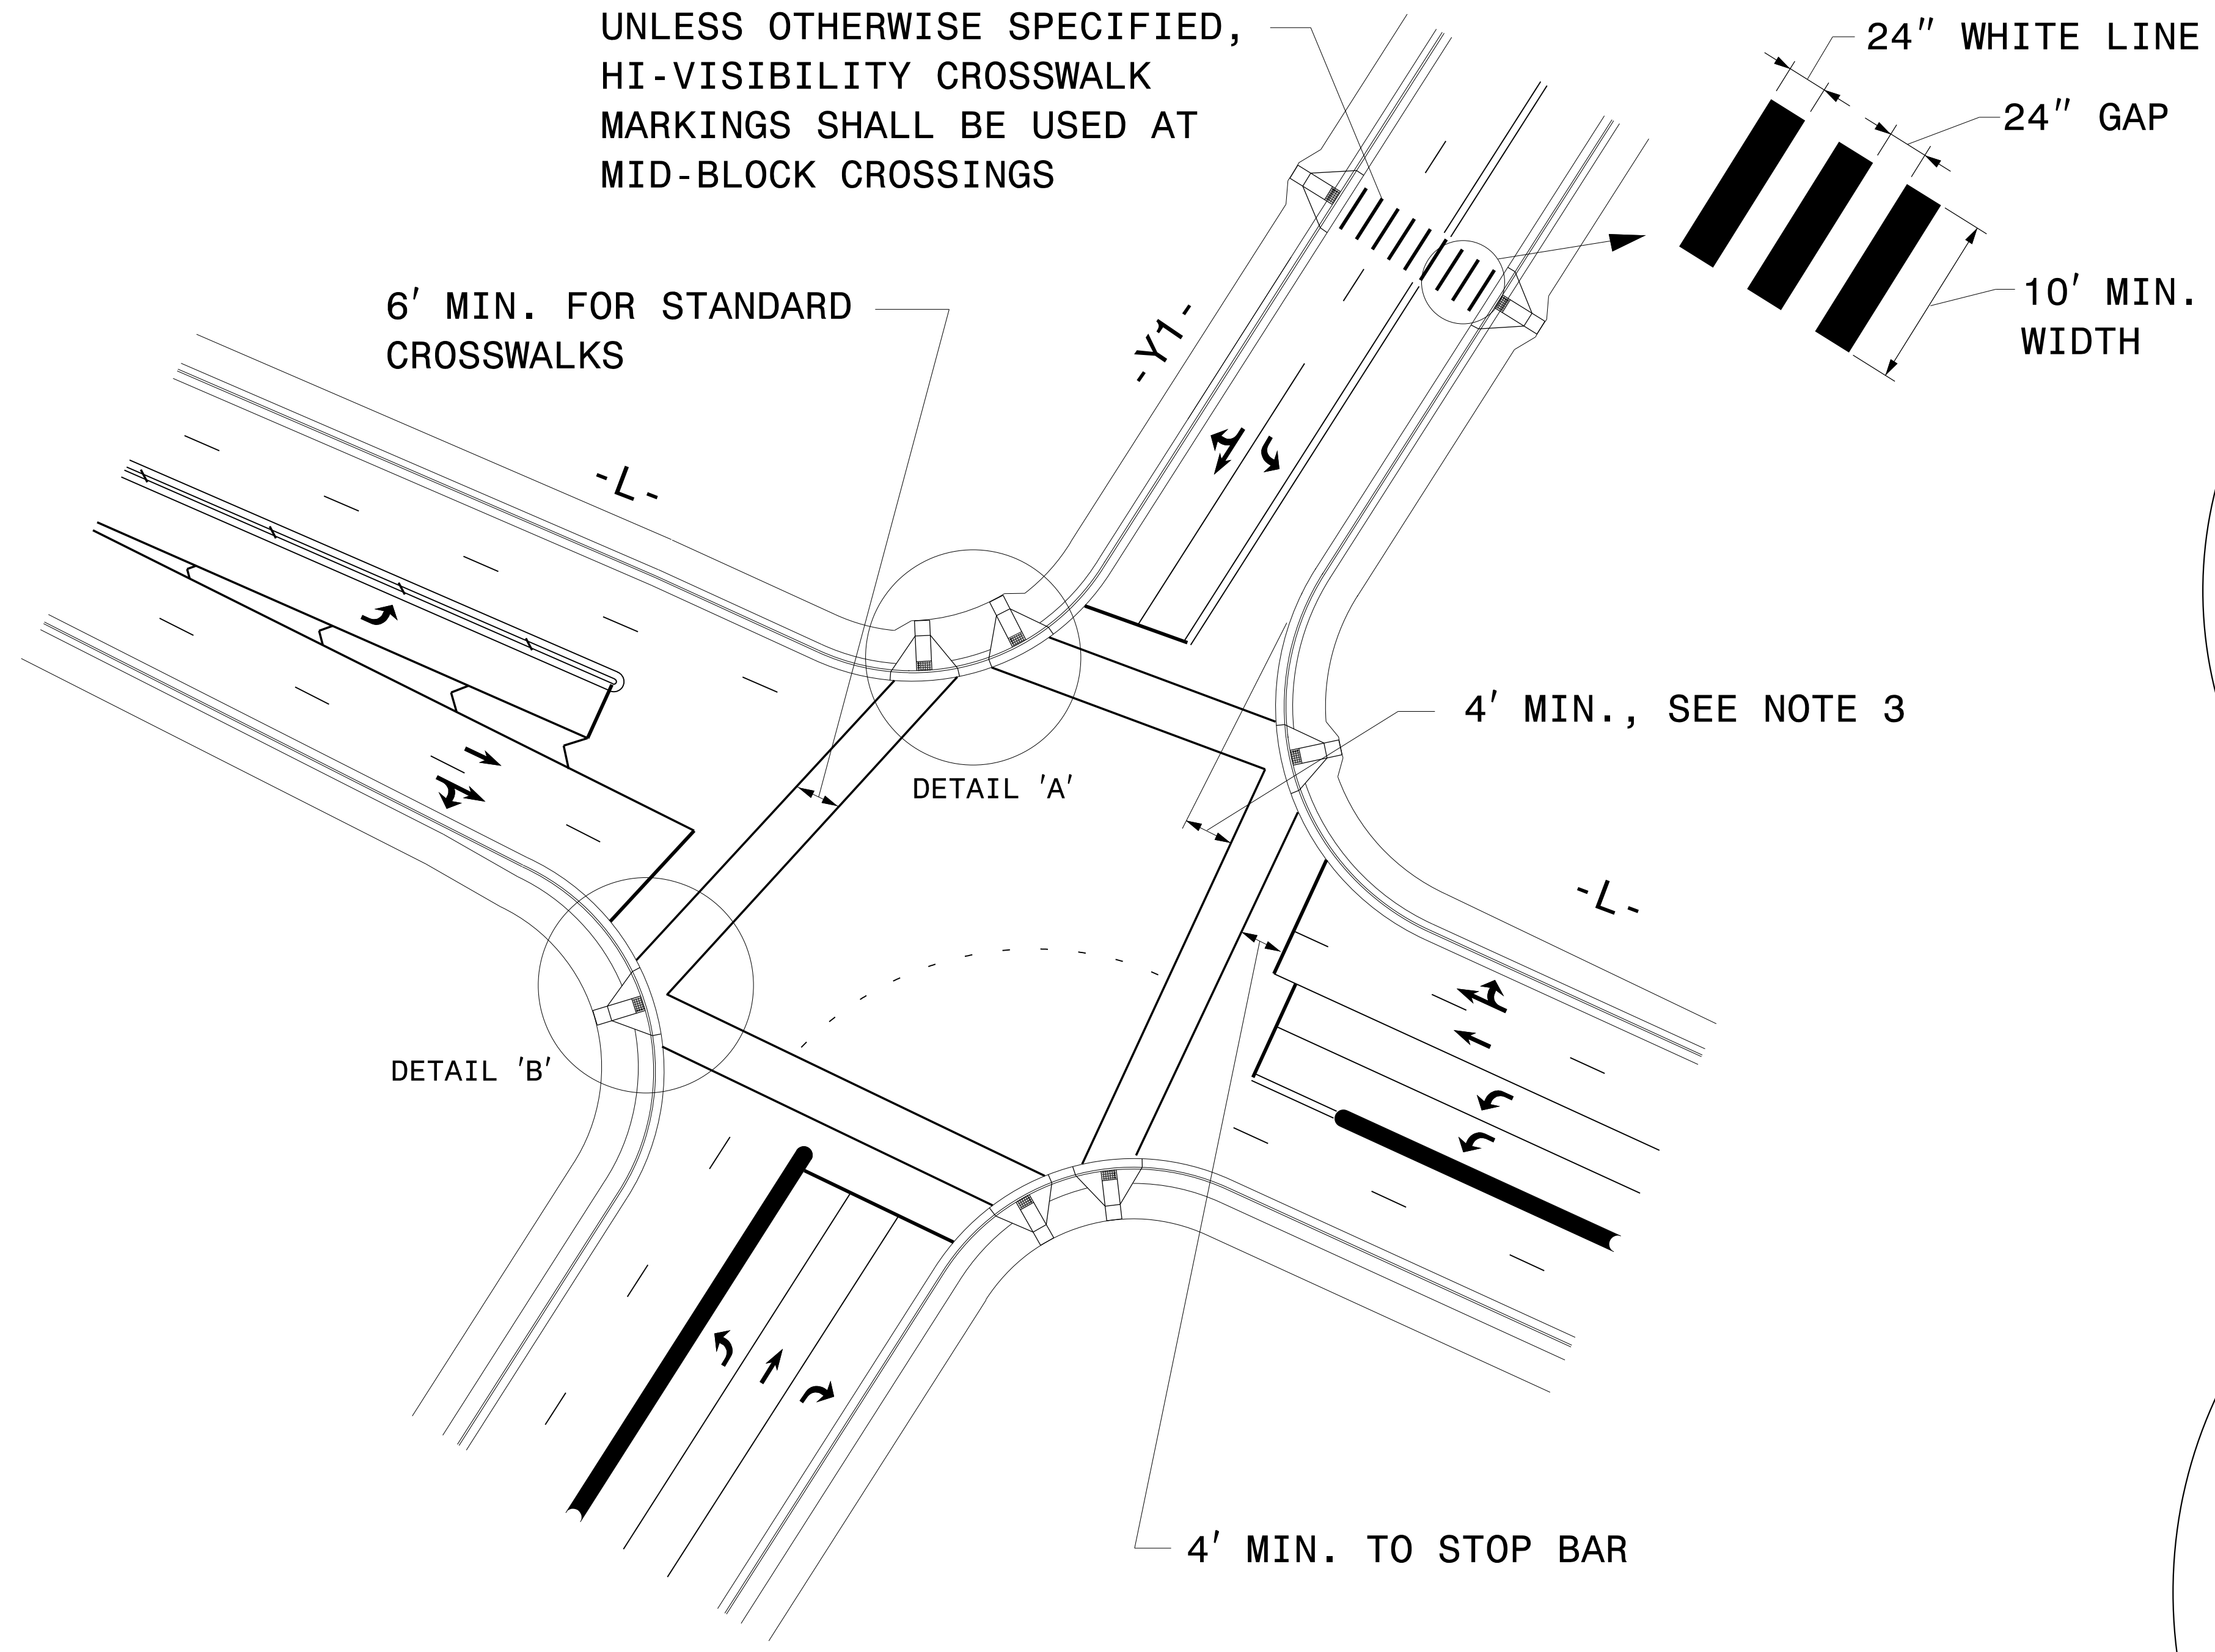 UNLESS OTHERWISE SPECIFIED,
HI-VISIBILITY CROSSWALK
MARKINGS SHALL BE USED AT
MID-BLOCK CROSSINGS
24" WHITE LINE
24" GAP
10' MIN.
WIDTH
6' MIN. FOR STANDARD
CROSSWALKS
-Y1-
-L-
4' MIN., SEE NOTE 3
DETAIL 'A'
-L-
DETAIL 'B'
4' MIN. TO STOP BAR